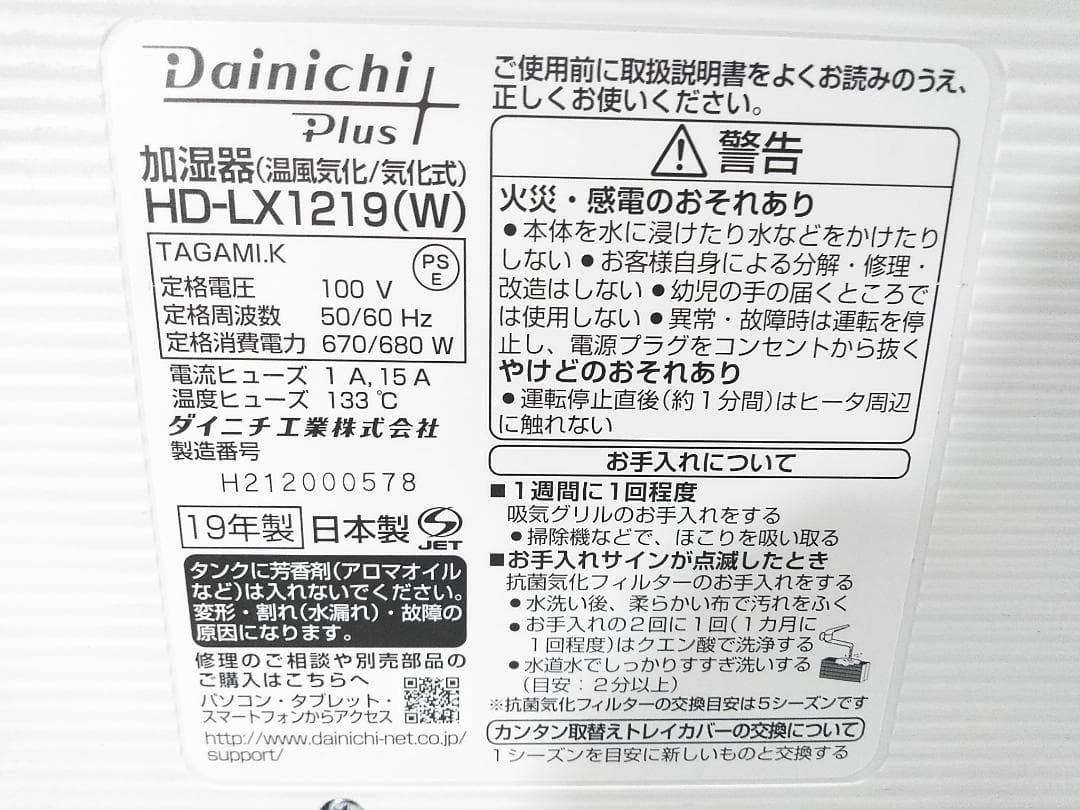 Dainichi
Plus
加湿器(温風気化/気化式)
HD-LX1219(W)
TAGAMI.K
PS
E
定格電圧 100 V
定格周波数 50/60 Hz
定格消費電力 670/680 W
電流ヒューズ 1 A, 15 A
温度ヒューズ 133℃
ダイニチ工業株式会社
製造番号
H212000578
19年製 日本製
JET
タンクに芳香剤(アロマオイル
など)は入れないでください。
変形・割れ(水漏れ)・故障の
原因になります。
修理のご相談や別売部品の
ご購入はこちらへ
パソコン・タブレット・
スマートフォンからアクセス
http://www.dainichi-net.co.jp/
support/
ご使用前に取扱説明書をよくお読みのうえ、
正しくお使いください。
警告
火災・感電のおそれあり
●本体を水に浸けたり水などをかけたり
しない●お客様自身による分解・修理・
改造はしない●幼児の手の届くところで
は使用しない●異常・故障時は運転を停
止し、電源プラグをコンセントから抜く
やけどのおそれあり
●運転停止直後(約1分間)はヒータ周辺
に触れない
お手入れについて
■1週間に1回程度
吸気グリルのお手入れをする
●掃除機などで、ほこりを吸い取る
■お手入れサインが点滅したとき
抗菌気化フィルターのお手入れをする
●水洗い後、柔らかい布で汚れをふく
●お手入れの2回に1回(1カ月に
1回程度)はクエン酸で洗浄する
●水道水でしっかりすすぎ洗いする
(目安:2分以上)
※抗菌気化フィルターの交換目安は5シーズンです
カンタン取替えトレイカバーの交換について
1シーズンを目安に新しいものと交換する